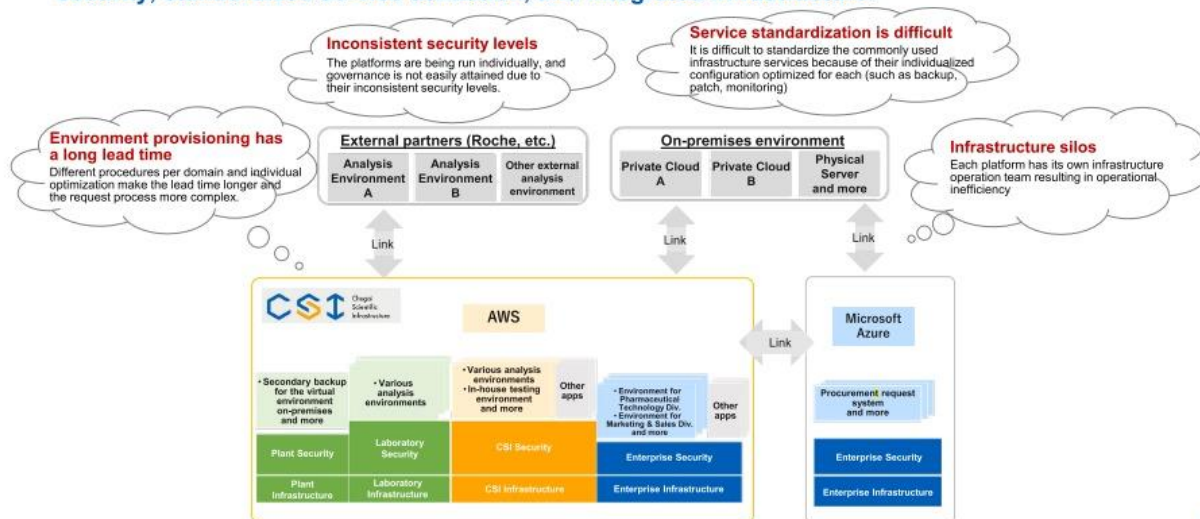 Inconsistent security levels
The platforms are being run individually, and
governance is not easily attained due to
their inconsistent security levels.
Service standardization is difficult
It is difficult to standardize the commonly used
infrastructure services because of their individualized
configuration optimized for each (such as backup,
patch, monitoring)
Environment provisioning has
a long lead time
Different procedures per domain and individual
optimization make the lead time longer and
the request process more complex.
External partners (Roche, etc.)
Analysis
Environment
A
Analysis
Environment
B
Other external
analysis
environment
On-premises environment
Private Cloud
A
Private Cloud
B
Physical
Server
and more
Infrastructure silos
Each platform has its own infrastructure
operation team resulting in operational
inefficiency
Link
Link
Link
CSI
Chugai
Scientific
Infrastructure
AWS
Link
Microsoft
Azure
• Secondary backup
for the virtual
environment
on-premises
and more
• Various
analysis
environments
• Various analysis
environments
• In-house testing
environment
and more
Other
apps
• Environment for
Pharmaceutical
Technology Div.
• Environment for
Marketing & Sales Div.
and more
Other
apps
Procurement request
system
and more
Plant Security
Laboratory
Security
CSI Security
Enterprise Security
Enterprise Security
Plant
Infrastructure
Laboratory
Infrastructure
CSI Infrastructure
Enterprise Infrastructure
Enterprise Infrastructure